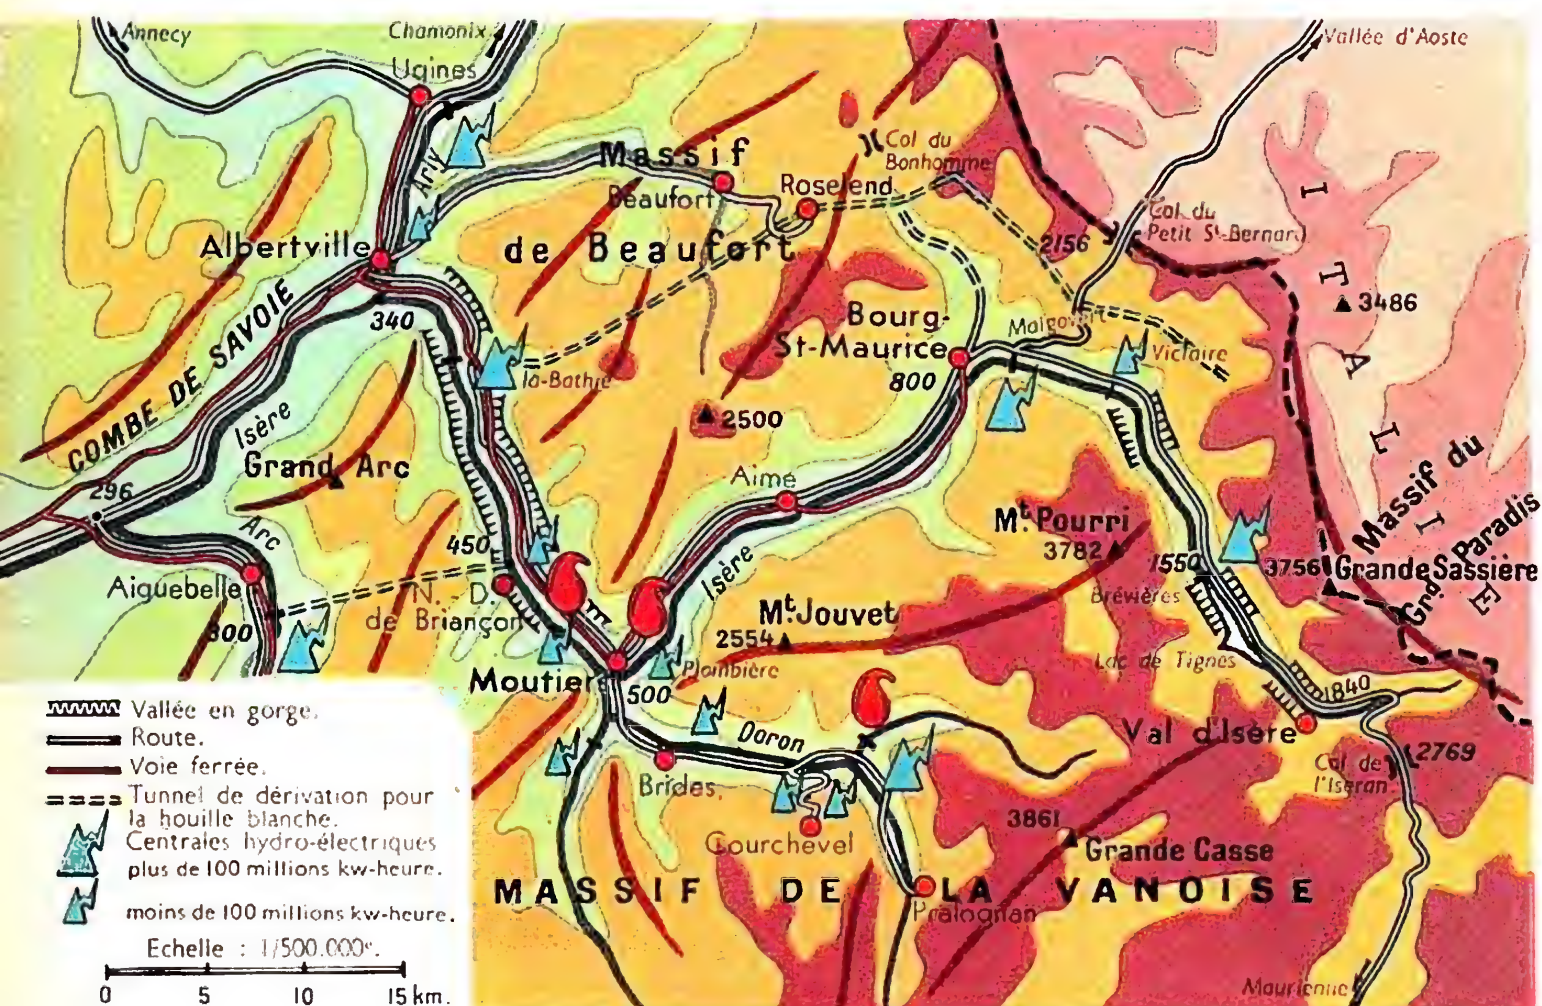 Annecy
Chamonix
Vallée d'Aoste
Ugines
Arly
Massif
de Beaufort
Beaufort
Roselend
Col du
Bonhomme
Col du
Petit St-Bernard
2156
ITALIE
3486
Albertville
340
COMBE DE SAVOIE
Isère
Grand Arc
296
la-Bathie
2500
Bourg-
St-Maurice
800
Malgovert
Viclaire
Aime
Isère
Arc
Aiguebelle
300
450
N.-D.
de Briançon
Mt Pourri
3782
1550
Brévières
3756
Grande Sassière
Massif du
Grd Paradis
Mt Jouvet
2554
Lac de Tignes
Plombière
Moutier
500
1840
Val d'Isère
2769
Col de
l'Iseran
Doron
Brides
Courchevel
3861
Grande Casse
MASSIF DE LA VANOISE
Pralognan
Maurienne
Vallée en gorge.
Route.
Voie ferrée.
Tunnel de dérivation pour
la houille blanche.
Centrales hydro-électriques
plus de 100 millions kw-heure.
moins de 100 millions kw-heure.
Echelle : 1/500.000e.
0 5 10 15 km.